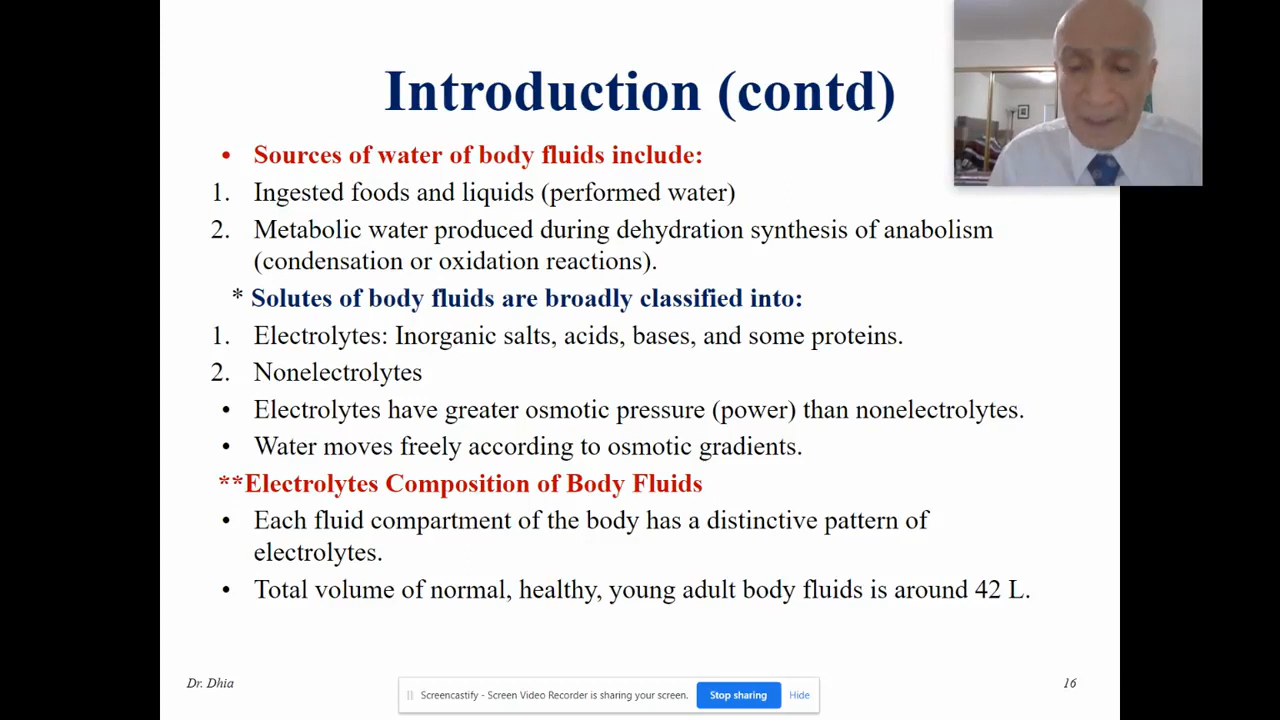 Introduction (contd)
• Sources of water of body fluids include:
1. Ingested foods and liquids (performed water)
2. Metabolic water produced during dehydration synthesis of anabolism
(condensation or oxidation reactions).
* Solutes of body fluids are broadly classified into:
1. Electrolytes: Inorganic salts, acids, bases, and some proteins.
2. Nonelectrolytes
• Electrolytes have greater osmotic pressure (power) than nonelectrolytes.
• Water moves freely according to osmotic gradients.
**Electrolytes Composition of Body Fluids
• Each fluid compartment of the body has a distinctive pattern of
electrolytes.
• Total volume of normal, healthy, young adult body fluids is around 42 L.
Dr. Dhia
Screencastify - Screen Video Recorder is sharing your screen. Stop sharing Hide
16